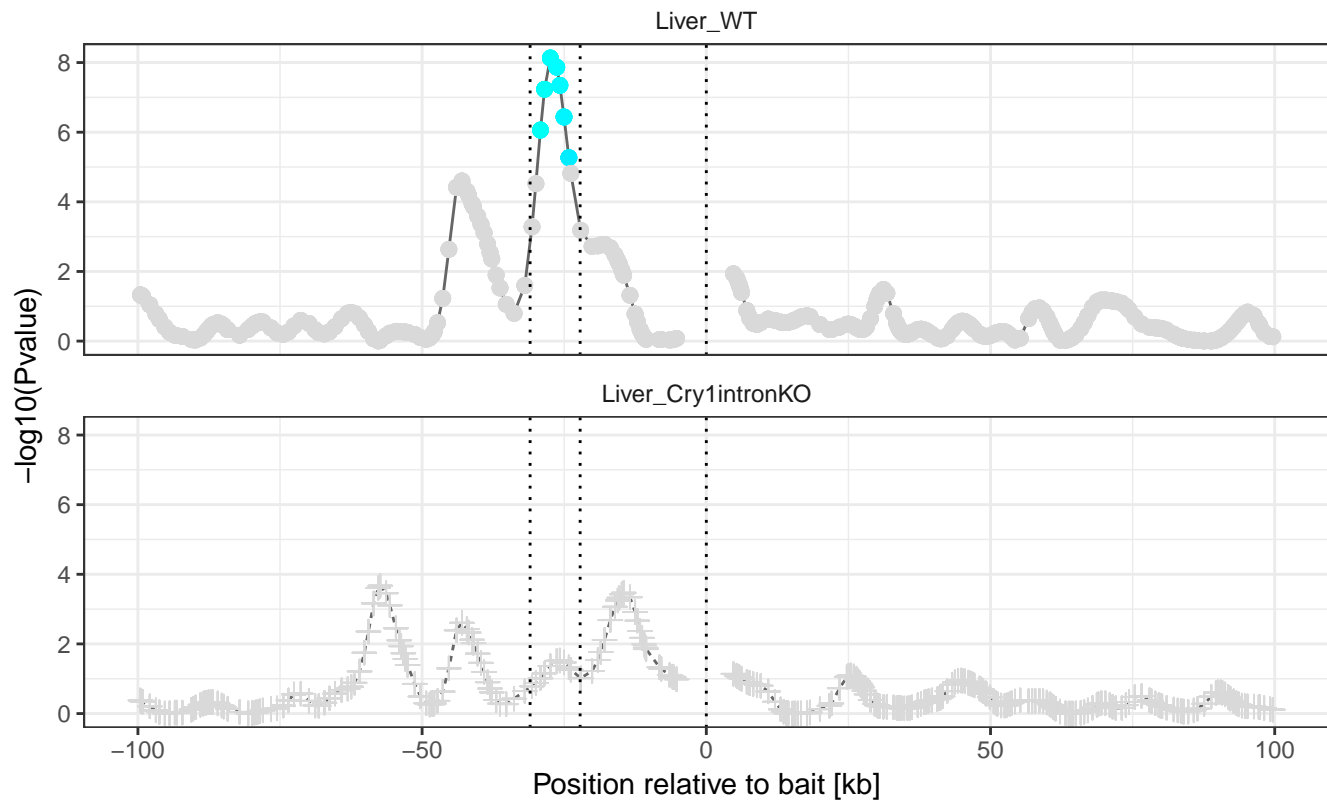 Liver_WT
8
6
4
2
0
Liver_Cry1intronKO
8
6
4
2
0
−log10(Pvalue)
−100 −50 0 50 100
Position relative to bait [kb]